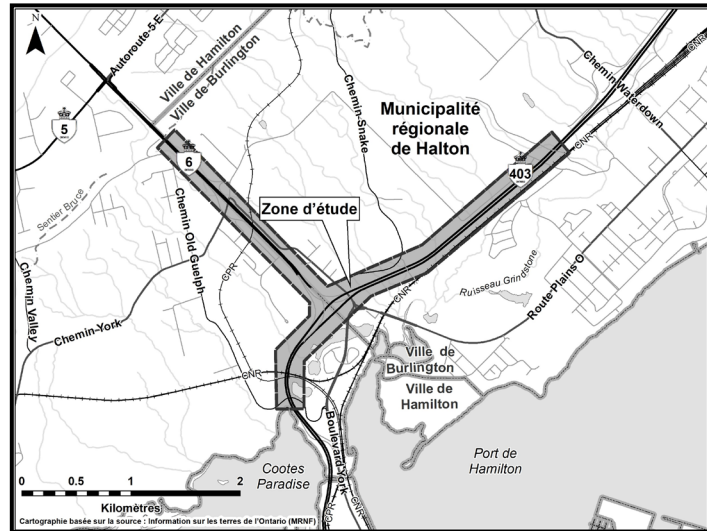 N
Autoroute 5 E
Ville de Hamilton
Ville de Burlington
CNR
Chemin Waterdown
Chemin Snake
Municipalité
régionale
de Halton
5
6
403
CNR
Sentier Bruce
Zone d'étude
Chemin Old Guelph
CPR
Chemin Valley
Chemin York
CNR
Ruisseau Grindstone
Route Plains O
Ville de
Burlington
Ville de
Hamilton
CNR
Boulevard York
Cootes
Paradise
Port de
Hamilton
CPR
CNR
0 0.5 1 2
Kilomètres
Cartographie basée sur la source : Information sur les terres de l'Ontario (MRNF)